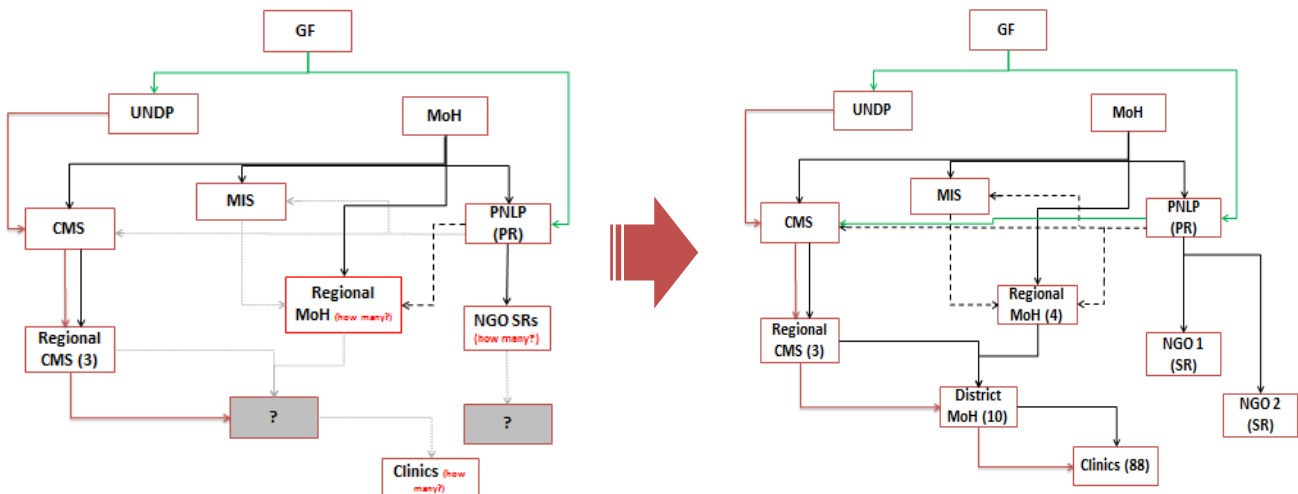 GF
UNDP
MoH
MIS
CMS
PNLP
(PR)
Regional
MoH (how many?)
NGO SRs
(how many?)
Regional
CMS (3)
?
?
Clinics (how
many?)
GF
UNDP
MoH
MIS
CMS
PNLP
(PR)
Regional
MoH (4)
Regional
CMS (3)
NGO 1
(SR)
District
MoH (10)
NGO 2
(SR)
Clinics (88)